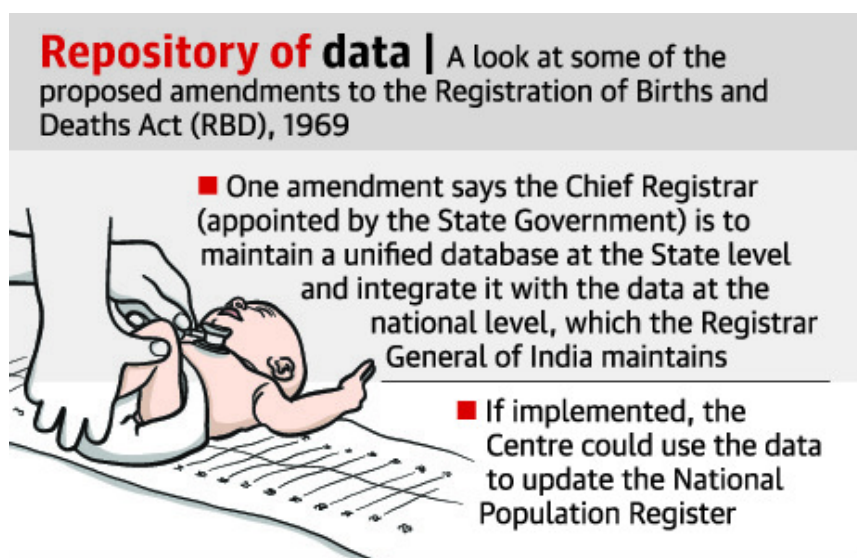 Repository of data | A look at some of the
proposed amendments to the Registration of Births and
Deaths Act (RBD), 1969
■ One amendment says the Chief Registrar
(appointed by the State Government) is to
maintain a unified database at the State level
and integrate it with the data at the
national level, which the Registrar
General of India maintains
■ If implemented, the
Centre could use the data
to update the National
Population Register